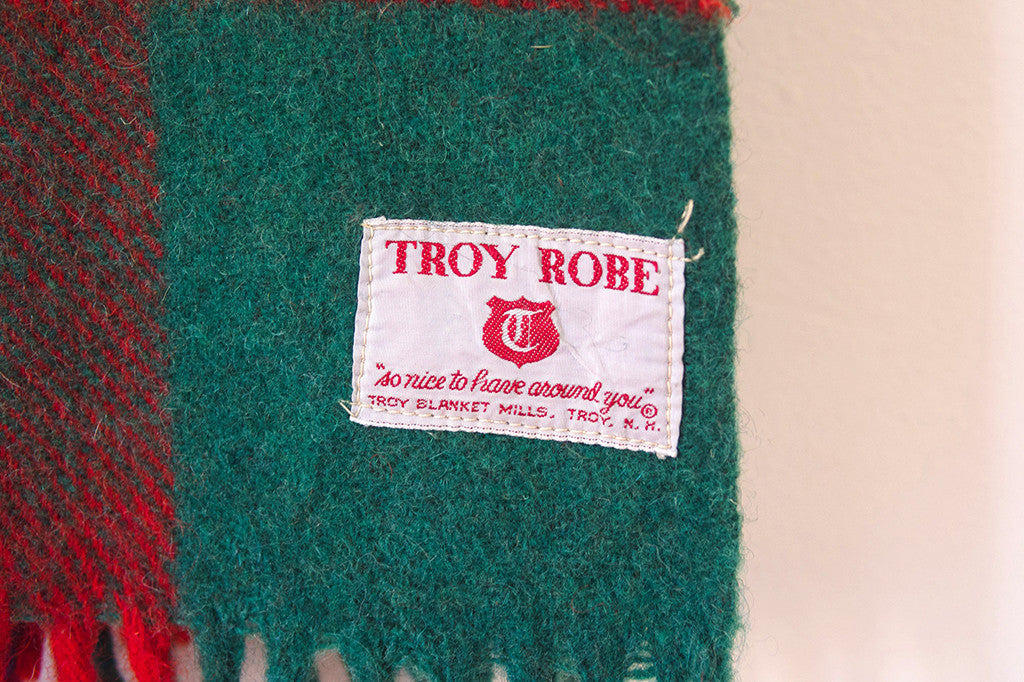 TROY ROBE
T
"so nice to have around you"®
TROY BLANKET MILLS, TROY, N. H.